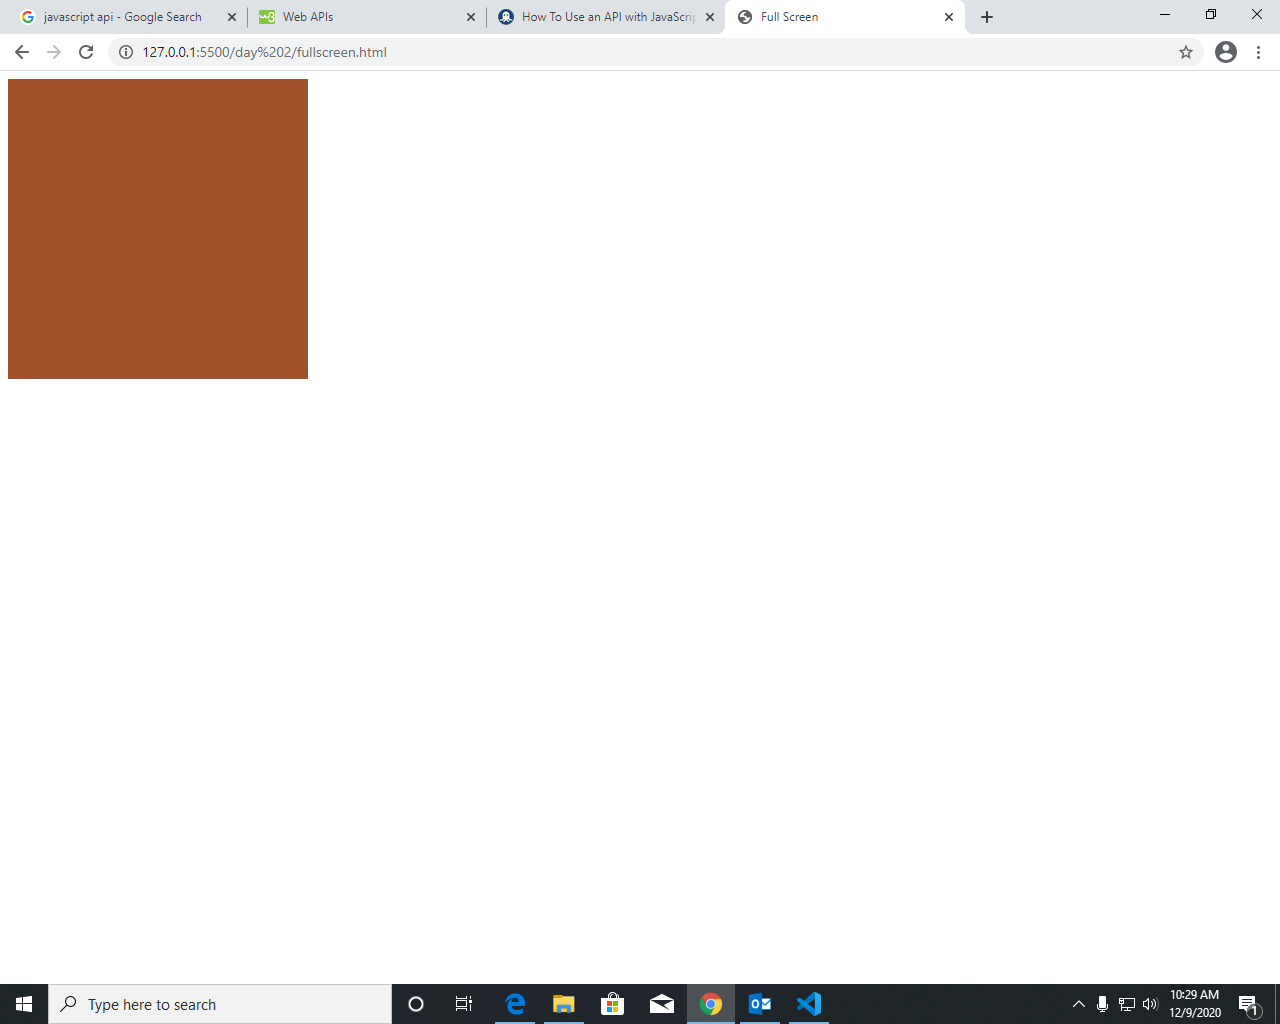 javascript api - Google Search
Web APIs
How To Use an API with JavaScrip
Full Screen
127.0.0.1:5500/day%202/fullscreen.html
Type here to search
10:29 AM
12/9/2020
1